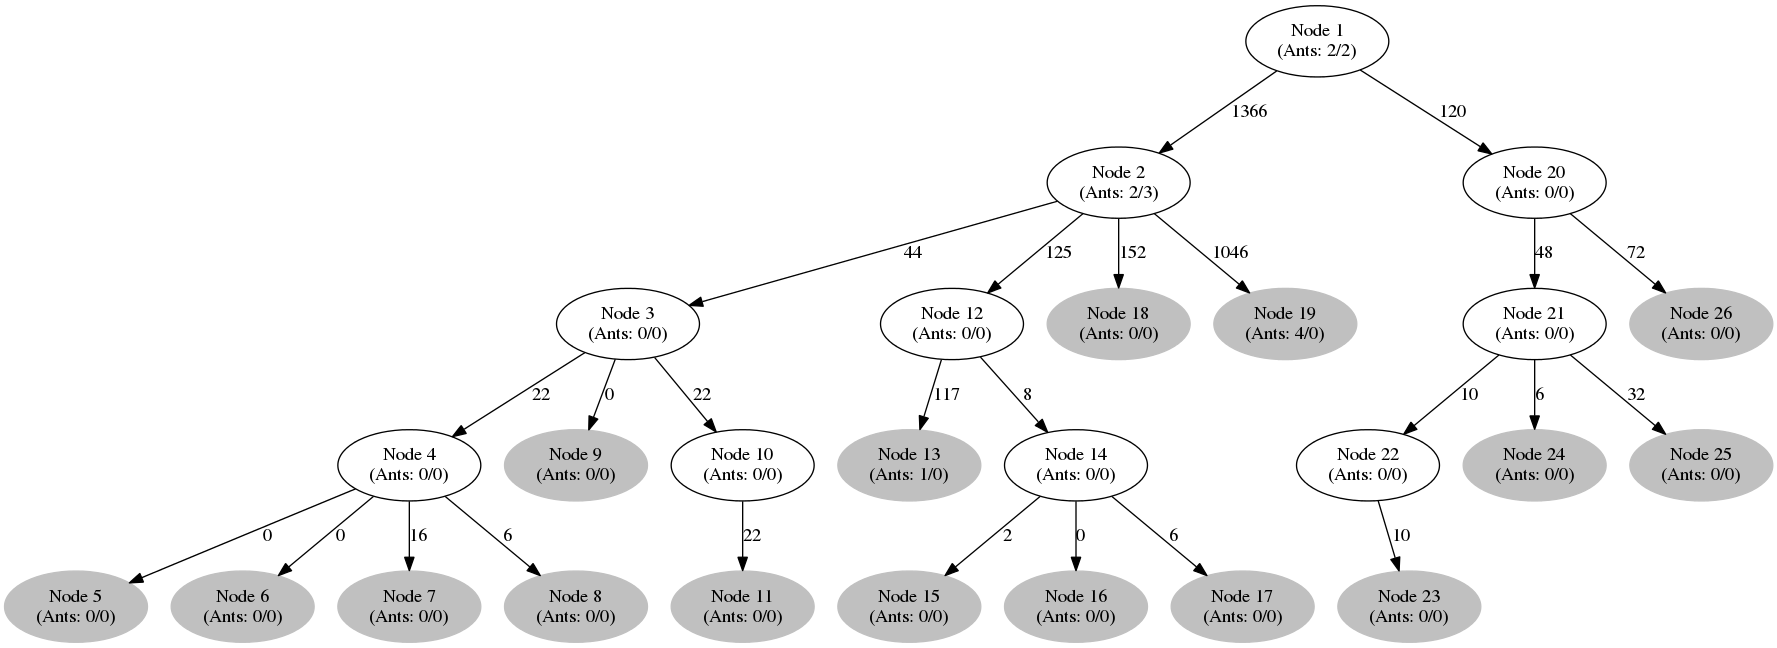 Node 1
(Ants: 2/2)
1366
120
Node 2
(Ants: 2/3)
Node 20
(Ants: 0/0)
44
125
152
1046
48
72
Node 3
(Ants: 0/0)
Node 12
(Ants: 0/0)
Node 18
(Ants: 0/0)
Node 19
(Ants: 4/0)
Node 21
(Ants: 0/0)
Node 26
(Ants: 0/0)
22
0
22
117
8
10
6
32
Node 4
(Ants: 0/0)
Node 9
(Ants: 0/0)
Node 10
(Ants: 0/0)
Node 13
(Ants: 1/0)
Node 14
(Ants: 0/0)
Node 22
(Ants: 0/0)
Node 24
(Ants: 0/0)
Node 25
(Ants: 0/0)
0
0
16
6
22
2
0
6
10
Node 5
(Ants: 0/0)
Node 6
(Ants: 0/0)
Node 7
(Ants: 0/0)
Node 8
(Ants: 0/0)
Node 11
(Ants: 0/0)
Node 15
(Ants: 0/0)
Node 16
(Ants: 0/0)
Node 17
(Ants: 0/0)
Node 23
(Ants: 0/0)